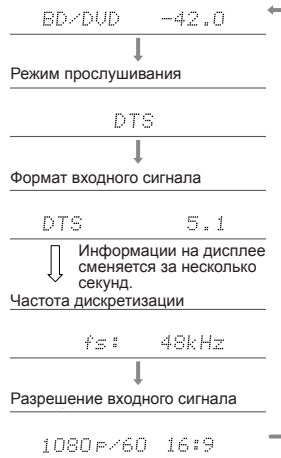 BD/DVD -42.0
Режим прослушивания
DTS
Формат входного сигнала
DTS 5.1
Информации на дисплее
сменяется за несколько
секунд.
Частота дискретизации
fs: 48kHz
Разрешение входного сигнала
1080p/60 16:9